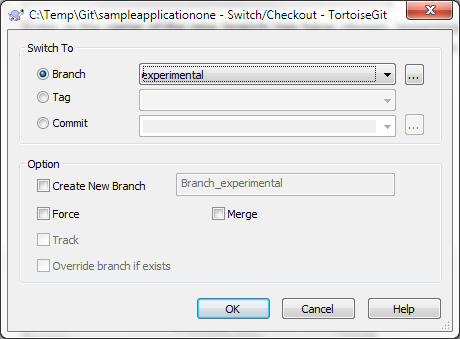 C:\Temp\Git\sampleapplicationone - Switch/Checkout - TortoiseGit
Switch To
Branch experimental ...
Tag
Commit ...
Option
Create New Branch Branch_experimental
Force Merge
Track
Override branch if exists
OK Cancel Help